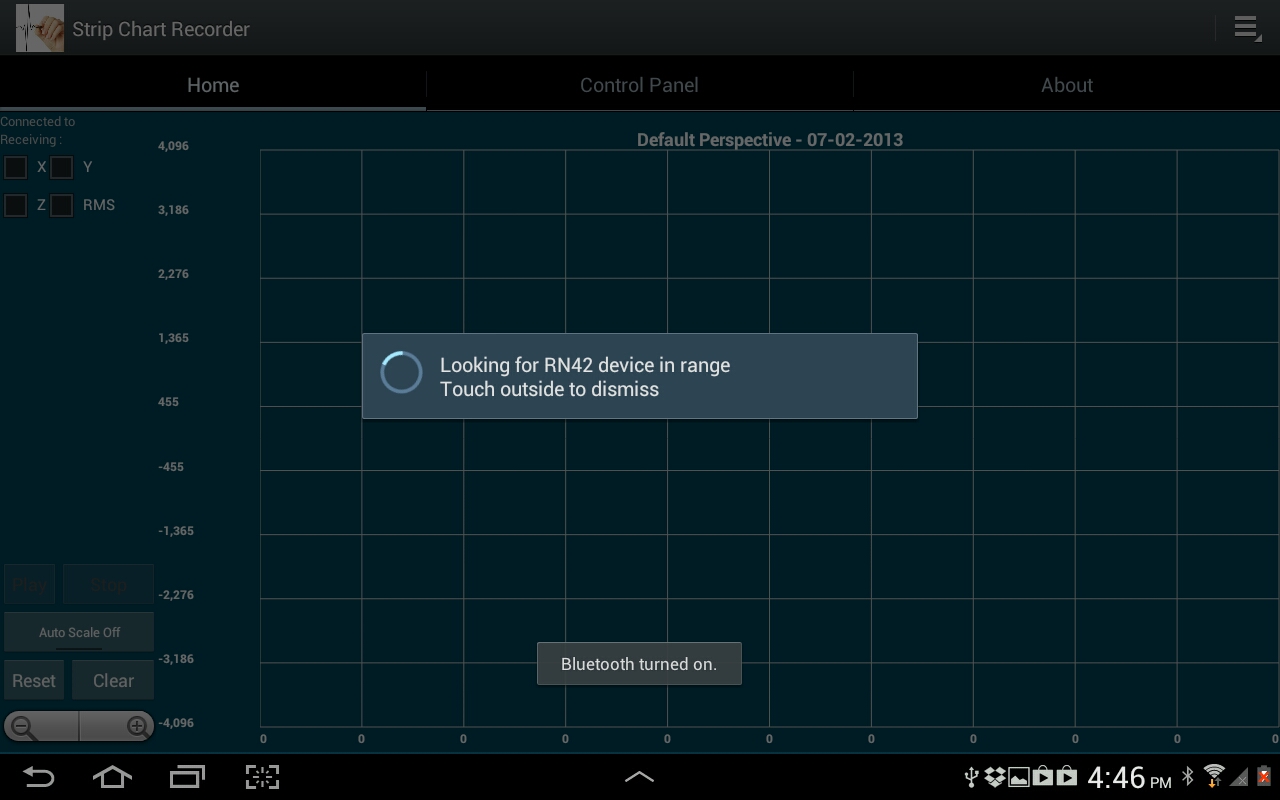 Strip Chart Recorder
Home
Control Panel
About
Connected to
Receiving :
X
Y
Z
RMS
Default Perspective - 07-02-2013
4,096
3,186
2,276
1,365
455
-455
-1,365
-2,276
-3,186
-4,096
Looking for RN42 device in range
Touch outside to dismiss
Bluetooth turned on.
Play
Stop
Auto Scale Off
Reset
Clear
0 0 0 0 0 0 0 0 0 0 0
4:46 PM